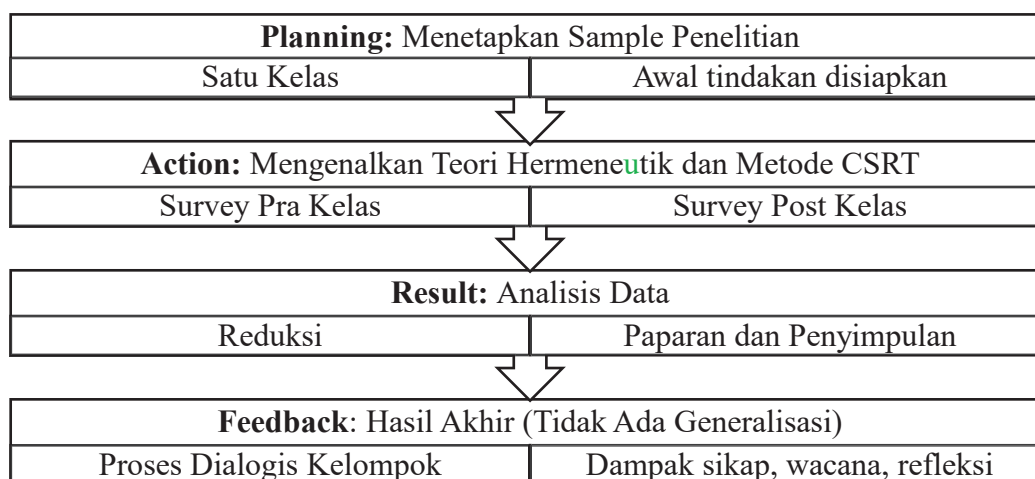 Planning: Menetapkan Sample Penelitian
Satu Kelas
Awal tindakan disiapkan
Action: Mengenalkan Teori Hermeneutik dan Metode CSRT
Survey Pra Kelas
Survey Post Kelas
Result: Analisis Data
Reduksi
Paparan dan Penyimpulan
Feedback: Hasil Akhir (Tidak Ada Generalisasi)
Proses Dialogis Kelompok
Dampak sikap, wacana, refleksi